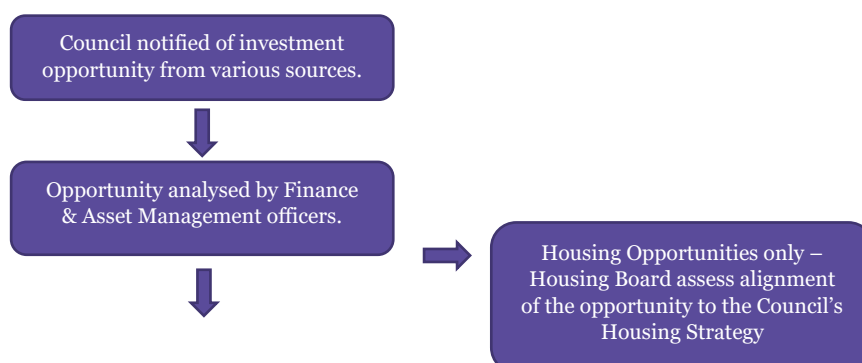 Council notified of investment
opportunity from various sources.
Opportunity analysed by Finance
& Asset Management officers.
Housing Opportunities only –
Housing Board assess alignment
of the opportunity to the Council’s
Housing Strategy